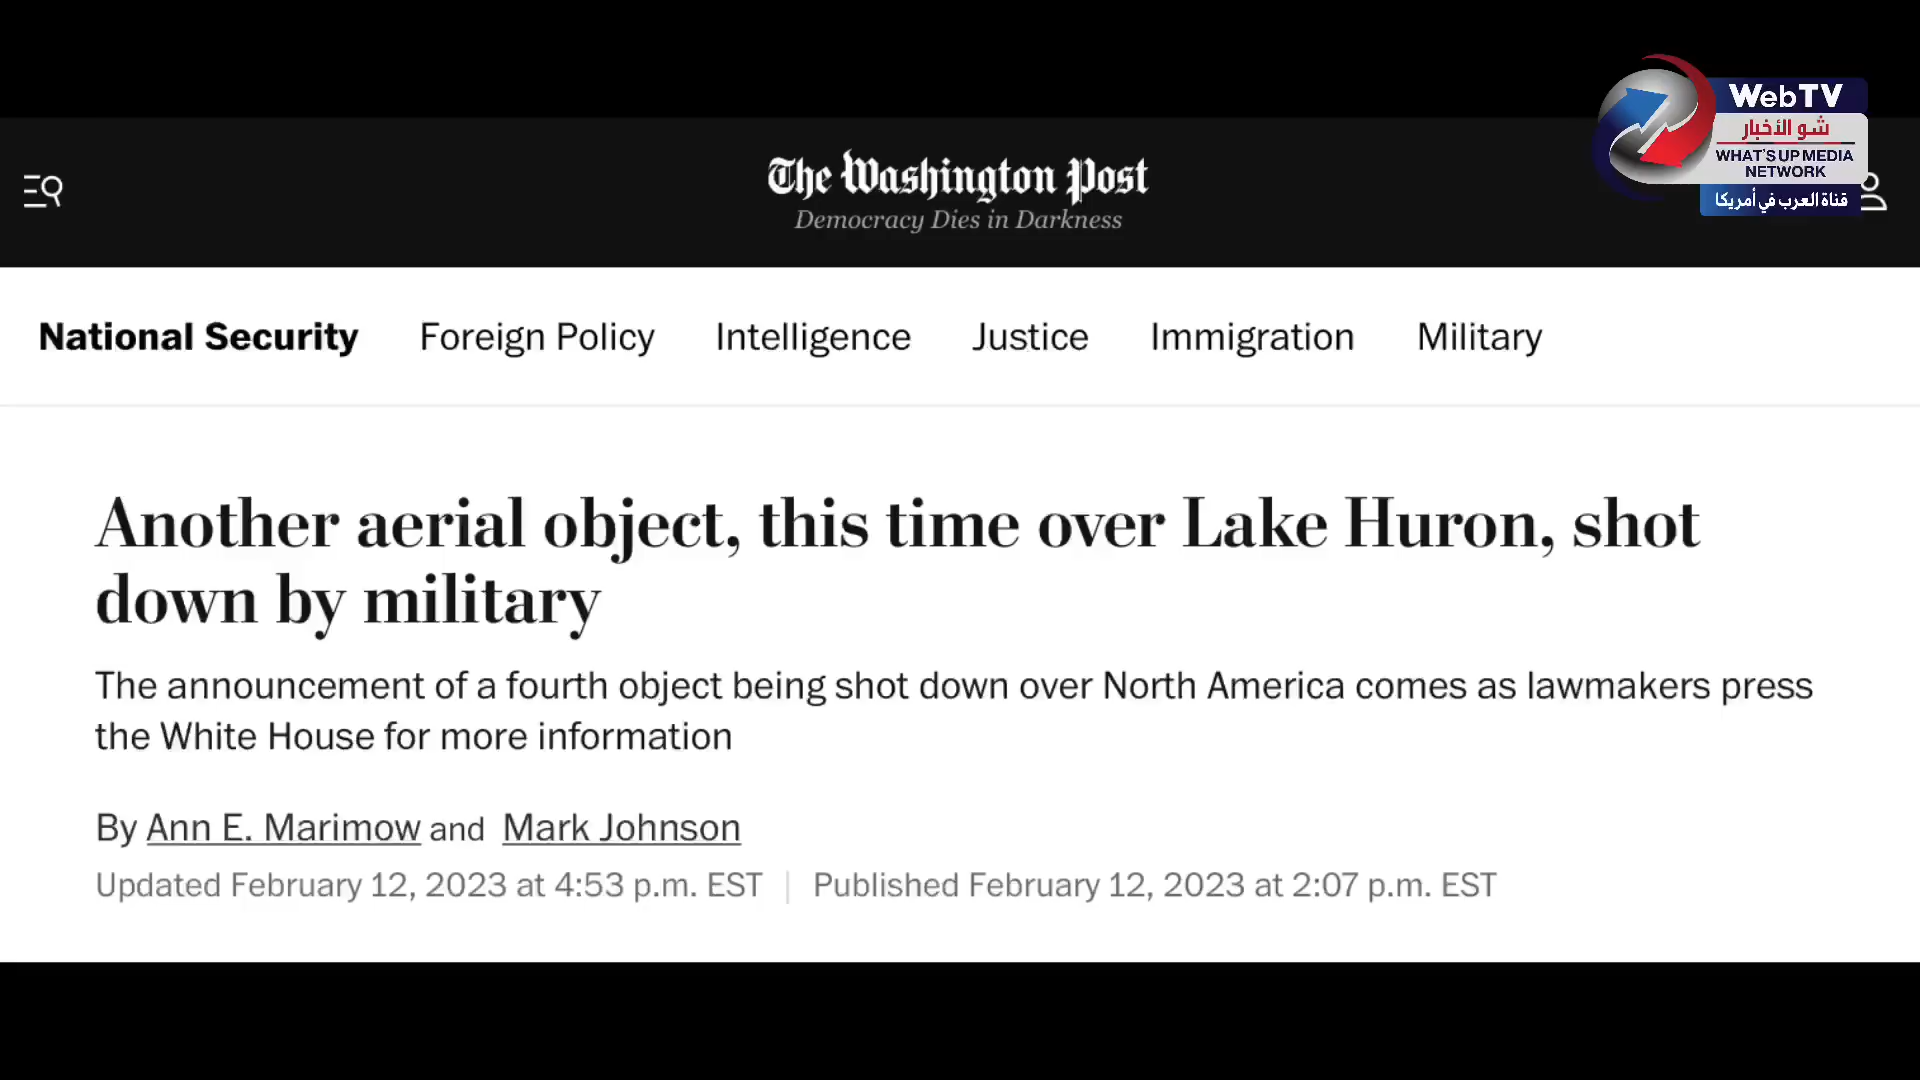 WebTV
شو الأخبار
WHAT'S UP MEDIA
NETWORK
قناة العرب في أمريكا
The Washington Post
Democracy Dies in Darkness
National Security Foreign Policy Intelligence Justice Immigration Military
Another aerial object, this time over Lake Huron, shot
down by military
The announcement of a fourth object being shot down over North America comes as lawmakers press
the White House for more information
By Ann E. Marimow and Mark Johnson
Updated February 12, 2023 at 4:53 p.m. EST | Published February 12, 2023 at 2:07 p.m. EST